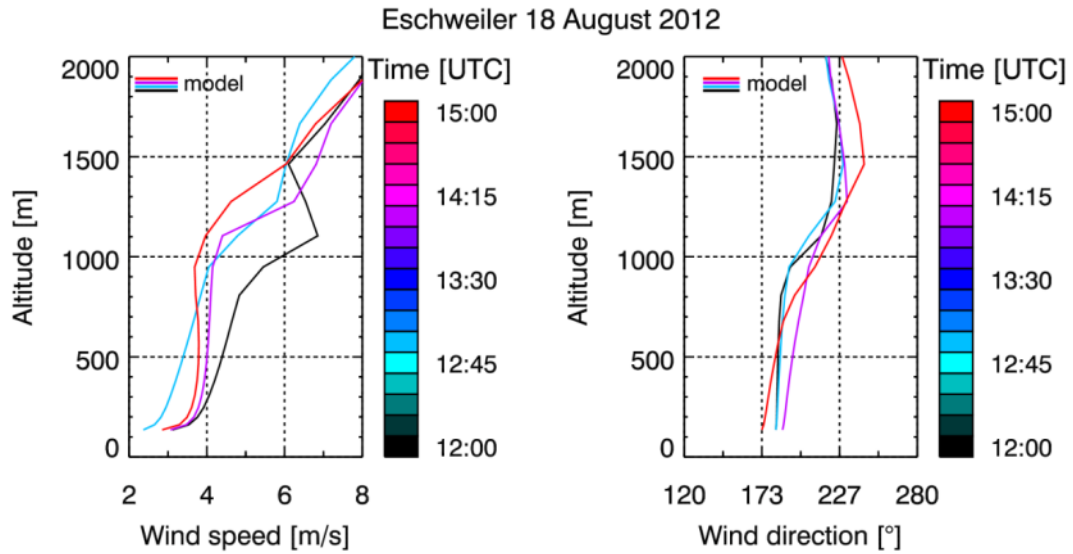 Eschweiler 18 August 2012
2000
1500
1000
500
0
Altitude [m]
model
2 4 6 8
Wind speed [m/s]
Time [UTC]
15:00
14:15
13:30
12:45
12:00
2000
1500
1000
500
0
Altitude [m]
model
120 173 227 280
Wind direction [°]
Time [UTC]
15:00
14:15
13:30
12:45
12:00